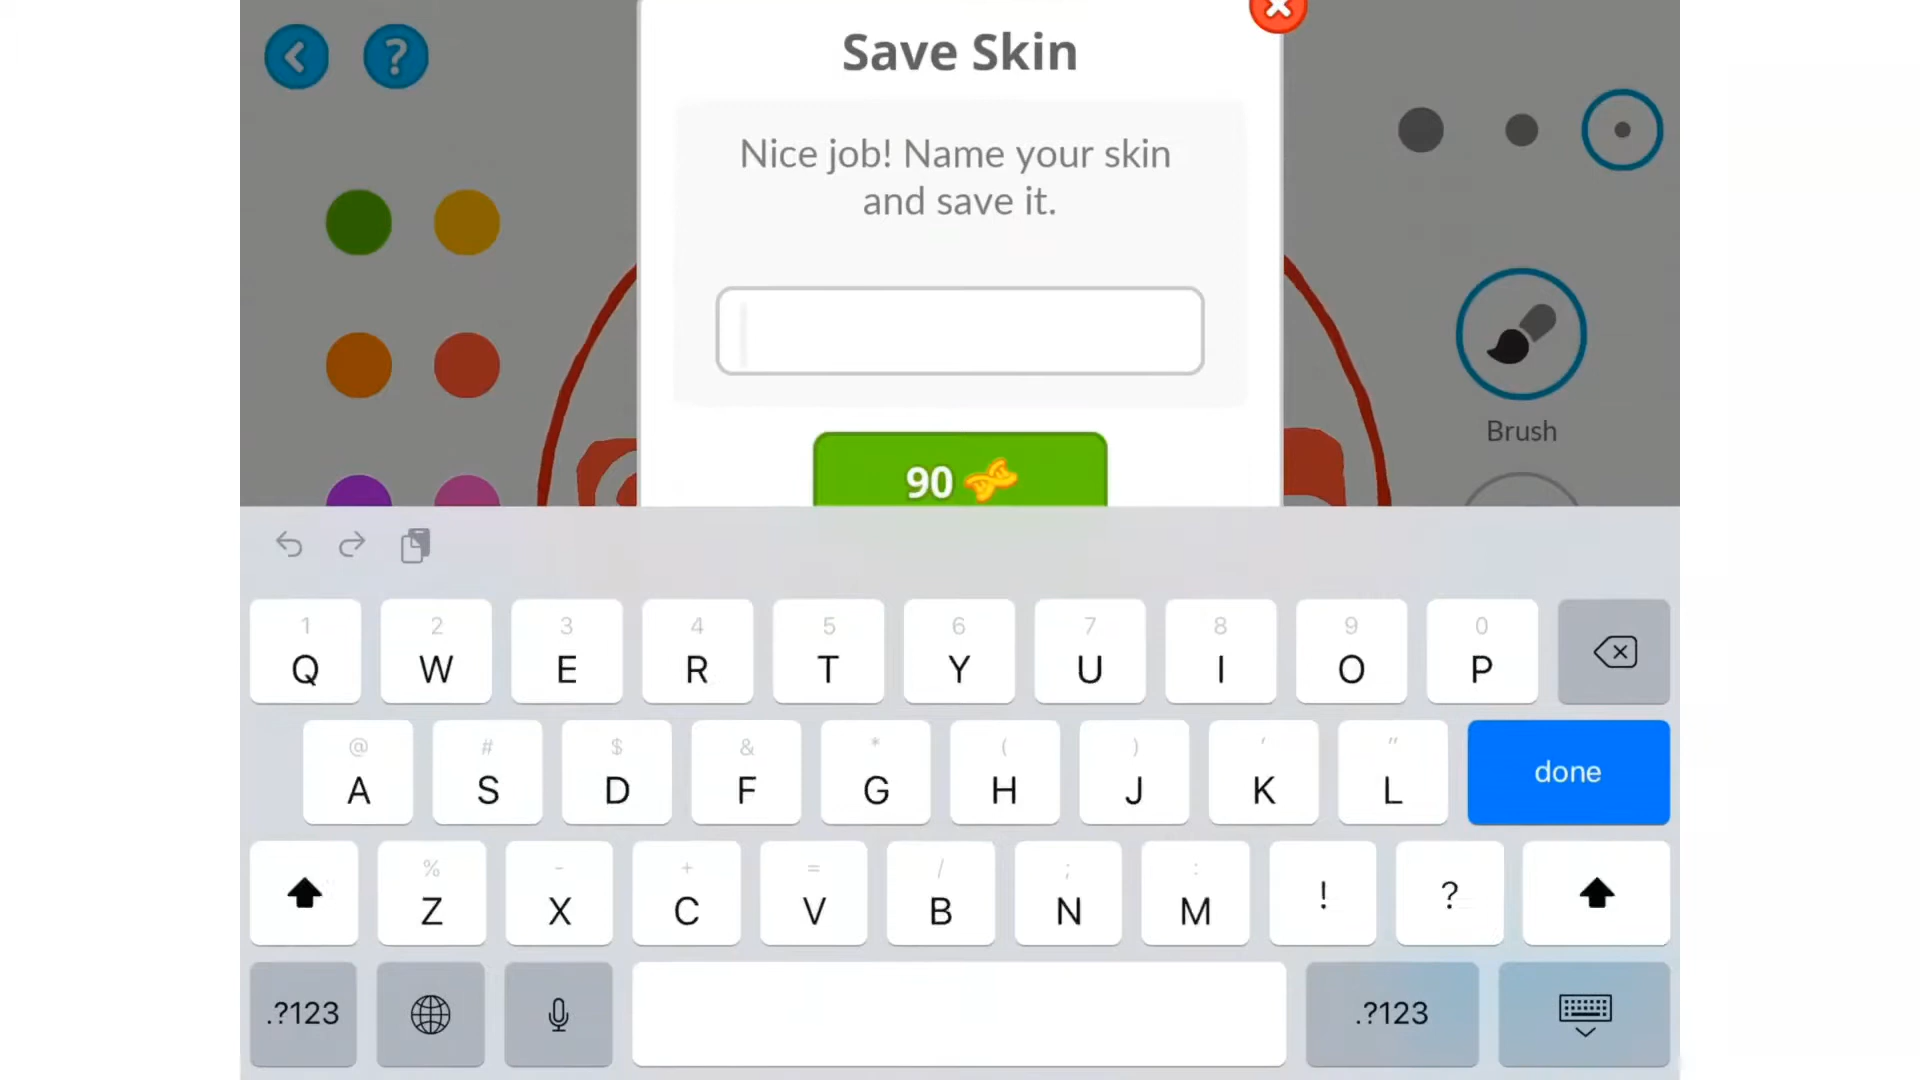 ?
Save Skin
Nice job! Name your skin
and save it.
90
Brush
1 2 3 4 5 6 7 8 9 0
Q W E R T Y U I O P
@ # $ & * ( ) ' "
A S D F G H J K L done
% - + = / ; :
Z X C V B N M ! ?
.?123 .?123